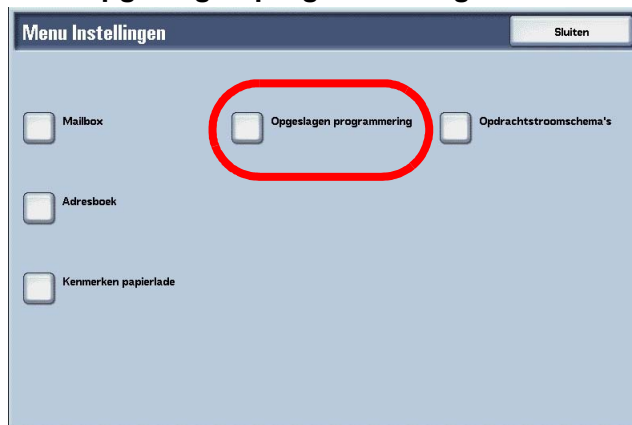 Menu Instellingen
Sluiten
Mailbox
Opgeslagen programmering
Opdrachtstroomschema's
Adresboek
Kenmerken papierlade